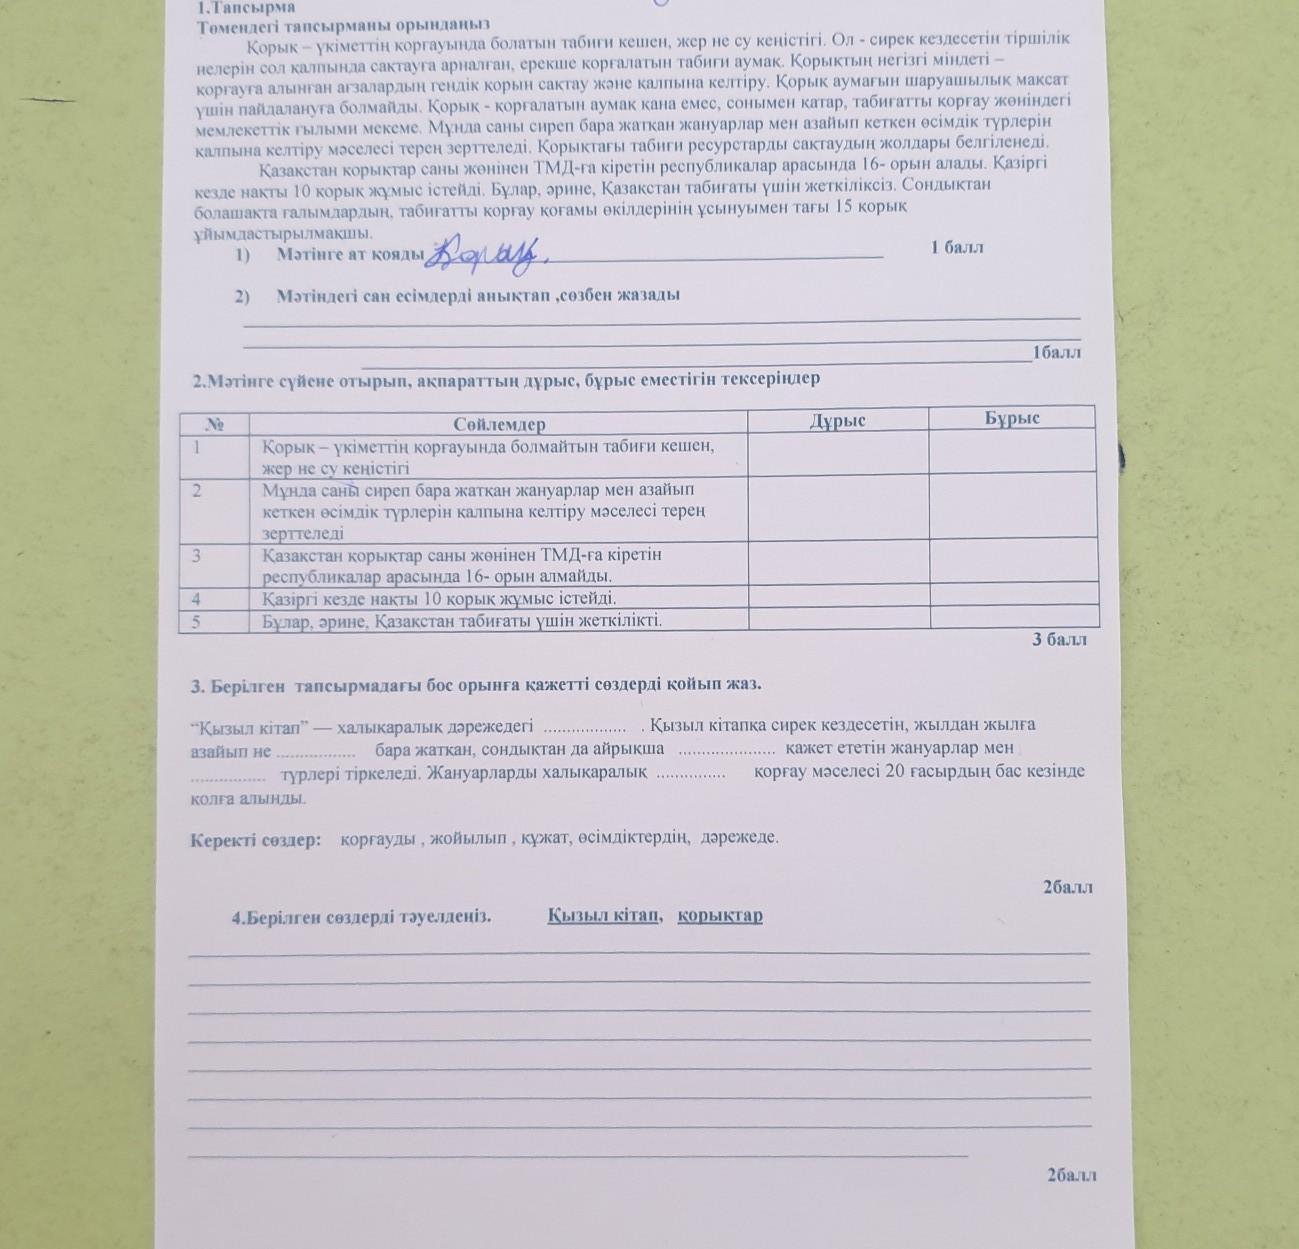 1.Тапсырма
Төмендегі тапсырманы орындаңыз
Қорық – үкіметтің қорғауында болатын табиғи кешен, жер не су кеңістігі. Ол - сирек кездесетін тіршілік
иелерін сол қалпында сақтауға арналған, ерекше қорғалатын табиғи аумақ. Қорықтың негізгі міндеті –
қорғауға алынған ағзалардың гендік қорын сақтау және қалпына келтіру. Қорық аумағын шаруашылық мақсат
үшін пайдалануға болмайды. Қорық - қорғалатын аумақ қана емес, сонымен қатар, табиғатты қорғау жөніндегі
мемлекеттік ғылыми мекеме. Мұнда саны сиреп бара жатқан жануарлар мен азайып кеткен өсімдік түрлерін
қалпына келтіру мәселесі терең зерттеледі. Қорықтағы табиғи ресурстарды сақтаудың жолдары белгіленеді.
Қазақстан қорықтар саны жөнінен ТМД-ға кіретін республикалар арасында 16- орын алады. Қазіргі
кезде нақты 10 қорық жұмыс істейді. Бұлар, әрине, Қазақстан табиғаты үшін жеткіліксіз. Сондықтан
болашақта ғалымдардың, табиғатты қорғау қоғамы өкілдерінің ұсынуымен тағы 15 қорық
ұйымдастырылмақшы.
1) Мәтінге ат қояды Қорық. 1 балл
2) Мәтіндегі сан есімдерді анықтап ,сөзбен жазады
1балл
2.Мәтінге сүйене отырып, ақпараттың дұрыс, бұрыс еместігін тексеріңдер
№ Сөйлемдер Дұрыс Бұрыс
1 Қорық – үкіметтің қорғауында болмайтын табиғи кешен,
жер не су кеңістігі
2 Мұнда саны сиреп бара жатқан жануарлар мен азайып
кеткен өсімдік түрлерін қалпына келтіру мәселесі терең
зерттеледі
3 Қазақстан қорықтар саны жөнінен ТМД-ға кіретін
республикалар арасында 16- орын алмайды.
4 Қазіргі кезде нақты 10 қорық жұмыс істейді.
5 Бұлар, әрине, Қазақстан табиғаты үшін жеткілікті.
3 балл
3. Берілген тапсырмадағы бос орынға қажетті сөздерді қойып жаз.
“Қызыл кітап” — халықаралық дәрежедегі .................. . Қызыл кітапқа сирек кездесетін, жылдан жылға
азайып не ................. бара жатқан, сондықтан да айрықша ..................... қажет ететін жануарлар мен
................ түрлері тіркеледі. Жануарларды халықаралық ............... қорғау мәселесі 20 ғасырдың бас кезінде
қолға алынды.
Керекті сөздер: қорғауды , жойылып , құжат, өсімдіктердің, дәрежеде.
2балл
4.Берілген сөздерді тәуелдеңіз. Қызыл кітап, қорықтар
2балл